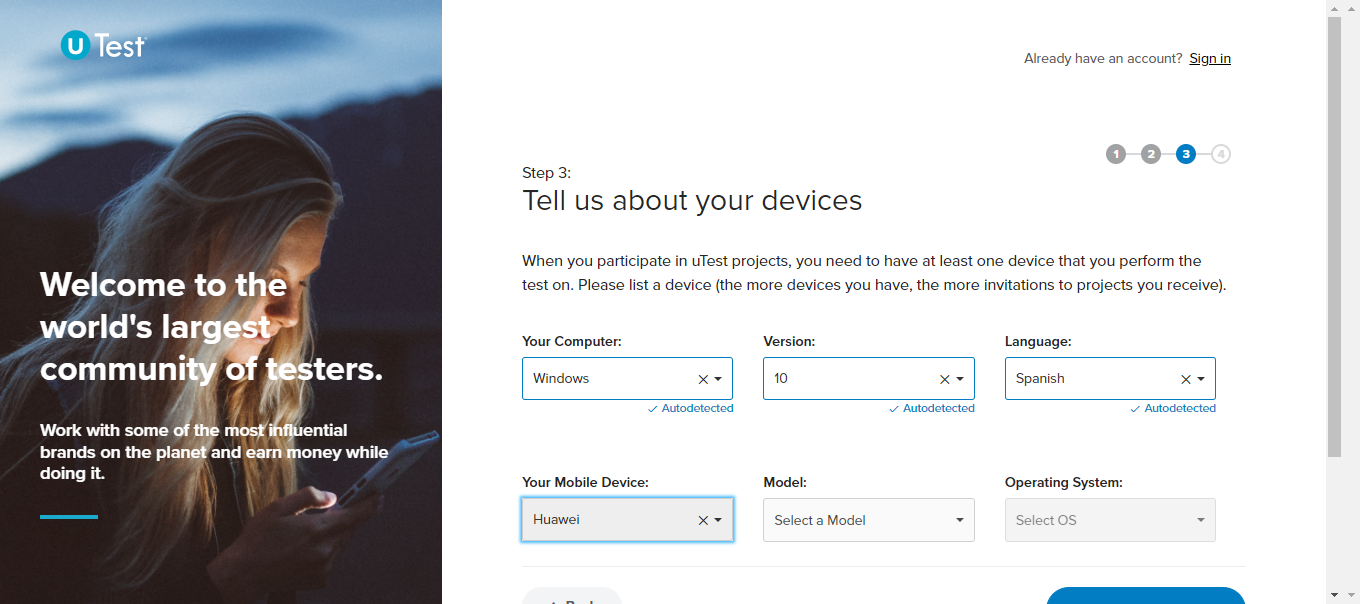 uTest
Already have an account? Sign in
1 2 3 4
Step 3:
Tell us about your devices
When you participate in uTest projects, you need to have at least one device that you perform the
test on. Please list a device (the more devices you have, the more invitations to projects you receive).
Welcome to the
world's largest
community of testers.
Work with some of the most influential
brands on the planet and earn money while
doing it.
Your Computer: Version: Language:
Windows 10 Spanish
Autodetected Autodetected Autodetected
Your Mobile Device: Model: Operating System:
Huawei Select a Model Select OS